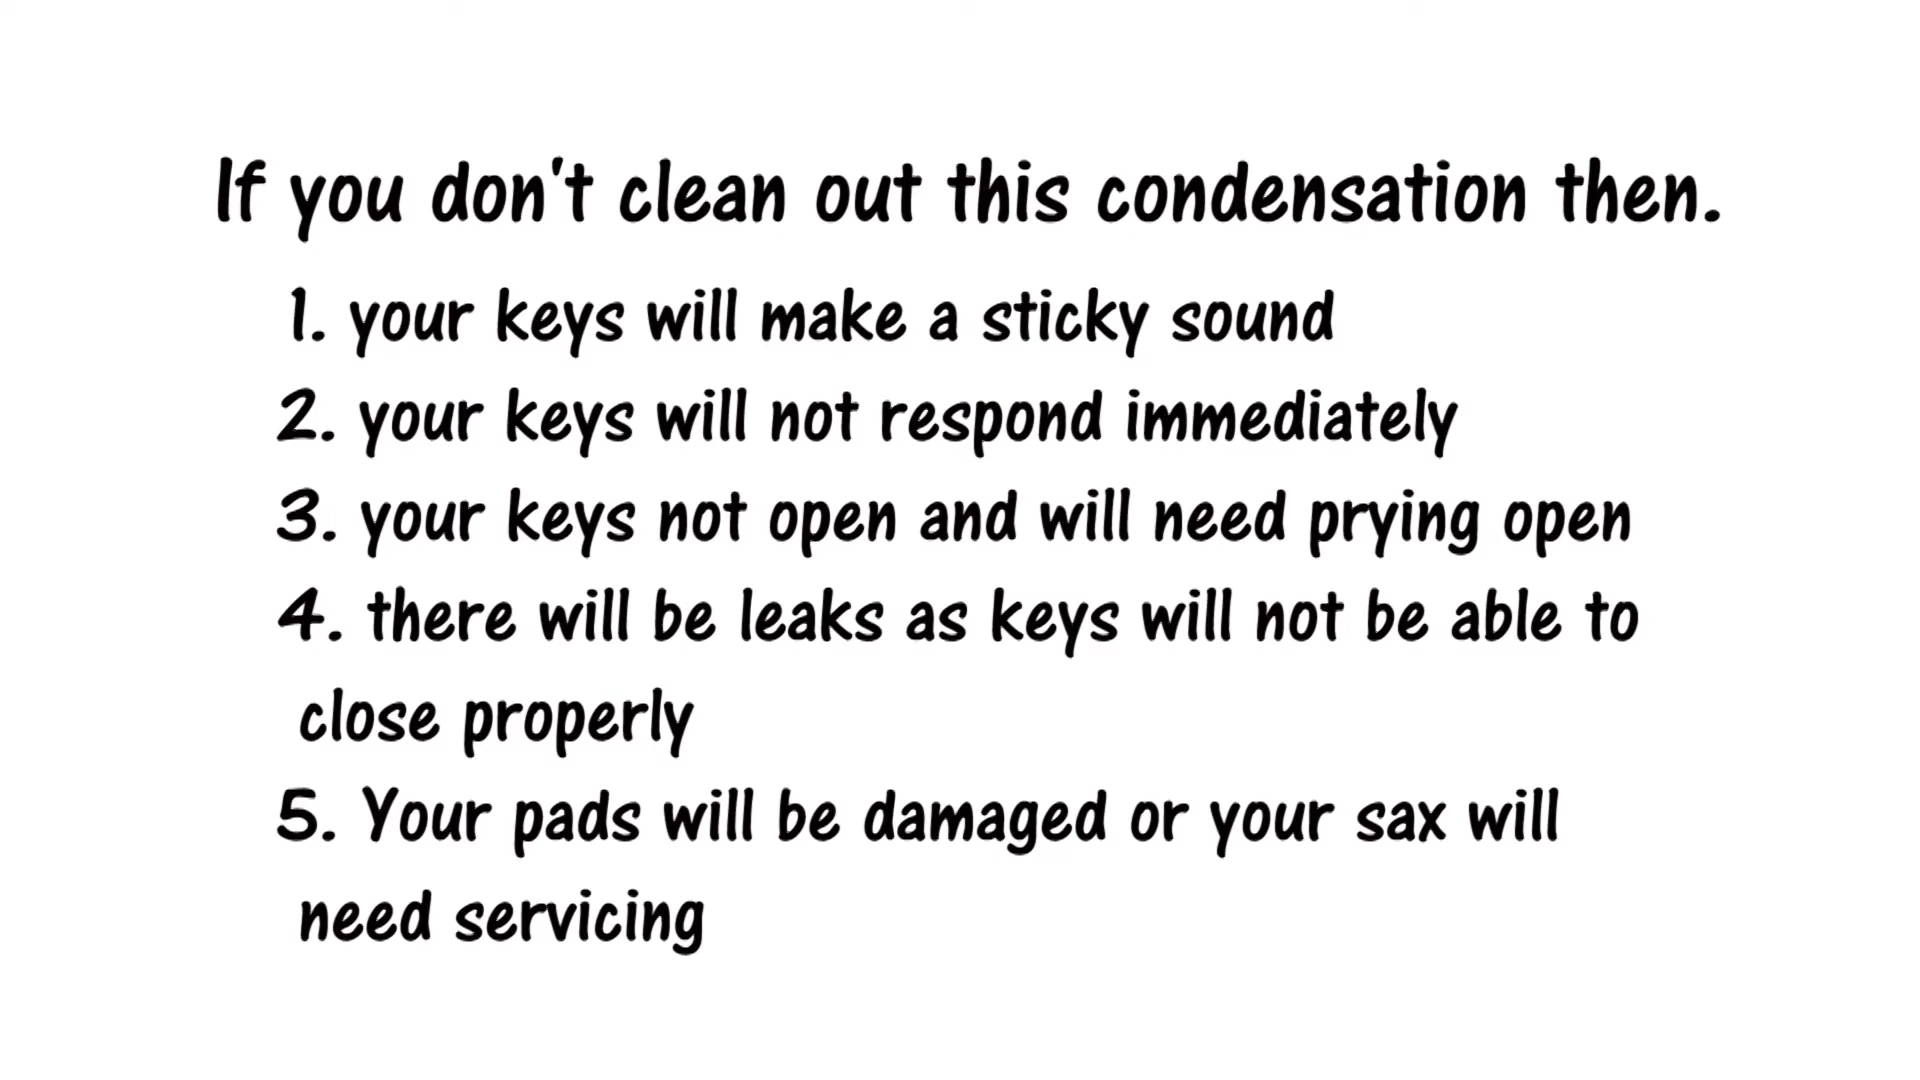 If you don't clean out this condensation then.
1. your keys will make a sticky sound
2. your keys will not respond immediately
3. your keys not open and will need prying open
4. there will be leaks as keys will not be able to
close properly
5. Your pads will be damaged or your sax will
need servicing